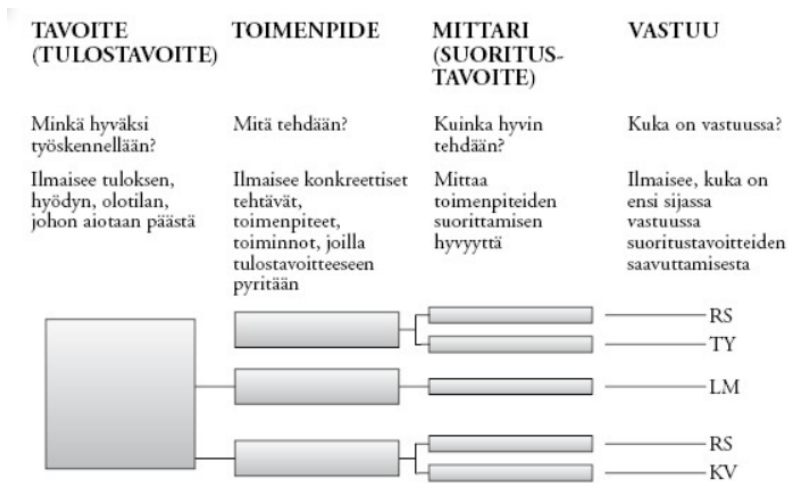 TAVOITE
(TULOSTAVOITE)
TOIMENPIDE
MITTARI
(SUORITUS-
TAVOITE)
VASTUU
Minkä hyväksi
työskennellään?
Mitä tehdään?
Kuinka hyvin
tehdään?
Kuka on vastuussa?
Ilmaisee tuloksen,
hyödyn, olotilan,
johon aiotaan päästä
Ilmaisee konkreettiset
tehtävät,
toimenpiteet,
toiminnot, joilla
tulostavoitteeseen
pyritään
Mittaa
toimenpiteiden
suorittamisen
hyvyyttä
Ilmaisee, kuka on
ensi sijassa
vastuussa
suoritustavoitteiden
saavuttamisesta
RS
TY
LM
RS
KV